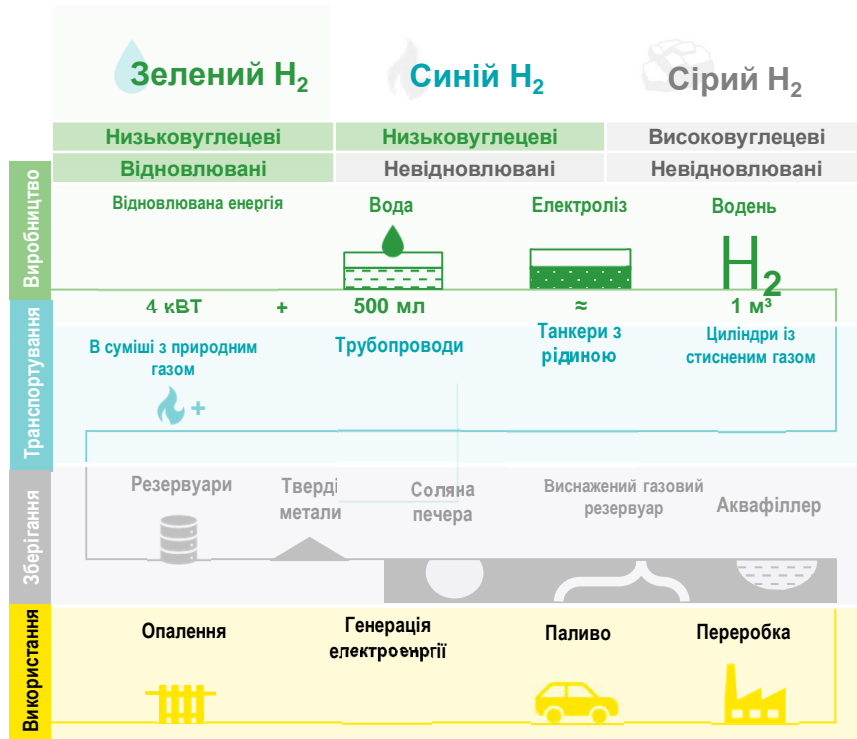 Зелений H₂
Синій H₂
Сірий H₂
Низьковуглецеві
Низьковуглецеві
Високовуглецеві
Відновлювані
Невідновлювані
Невідновлювані
Виробництво
Відновлювана енергія
Вода
Електроліз
Водень
H₂
4 кВТ + 500 мл ≈ 1 м³
Транспортування
В суміші з природним
газом
Трубопроводи
Танкери з
рідиною
Циліндри із
стисненим газом
+
Зберігання
Резервуари
Тверді
метали
Соляна
печера
Виснажений газовий
резервуар
Аквафіллер
Використання
Опалення
Генерація
електроенргії
Паливо
Переробка